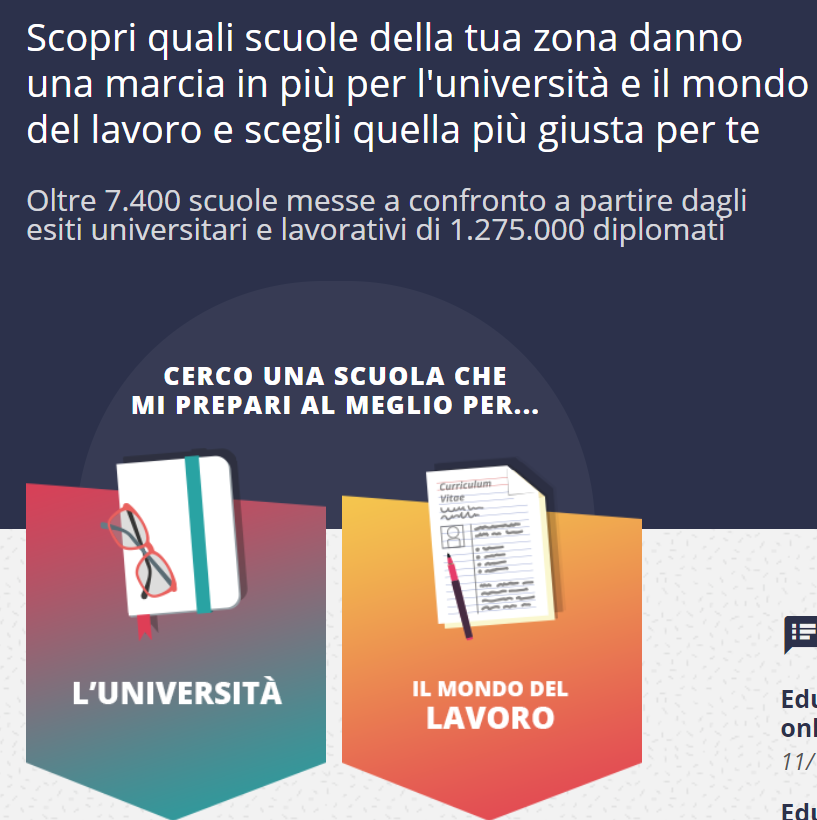 Scopri quali scuole della tua zona danno
una marcia in più per l'università e il mondo
del lavoro e scegli quella più giusta per te
Oltre 7.400 scuole messe a confronto a partire dagli
esiti universitari e lavorativi di 1.275.000 diplomati
CERCO UNA SCUOLA CHE
MI PREPARI AL MEGLIO PER...
Curriculum
Vitae
L'UNIVERSITÀ
IL MONDO DEL
LAVORO
Edu
onl
11/
Edu